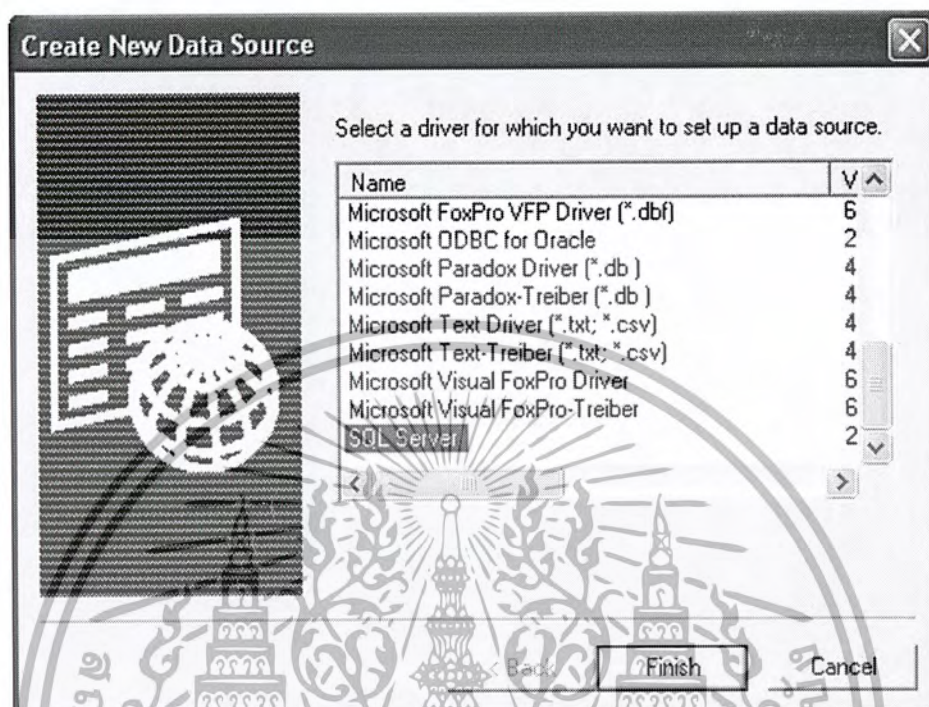 Create New Data Source
Select a driver for which you want to set up a data source.
Name V
Microsoft FoxPro VFP Driver (*.dbf) 6
Microsoft ODBC for Oracle 2
Microsoft Paradox Driver (*.db ) 4
Microsoft Paradox-Treiber (*.db ) 4
Microsoft Text Driver (*.txt; *.csv) 4
Microsoft Text-Treiber (*.txt; *.csv) 4
Microsoft Visual FoxPro Driver 6
Microsoft Visual FoxPro-Treiber 6
SQL Server 2
< Back Finish Cancel